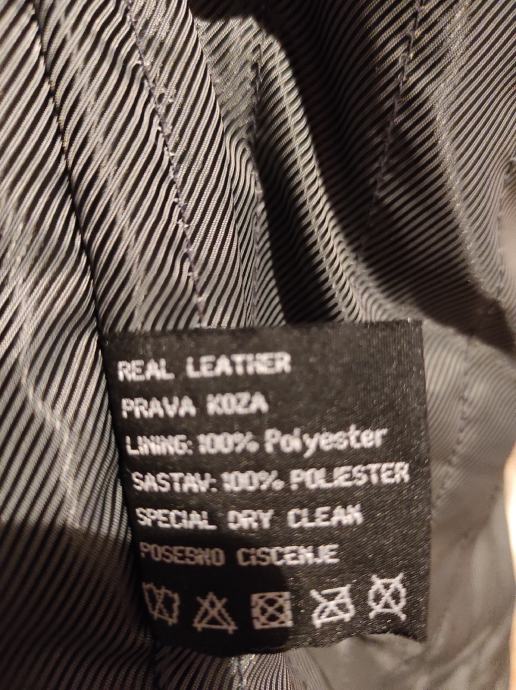 REAL LEATHER
PRAVA KOZA
LINING: 100% Polyester
SASTAV: 100% POLIESTER
SPECIAL DRY CLEAN
POSEBNO CISCENJE